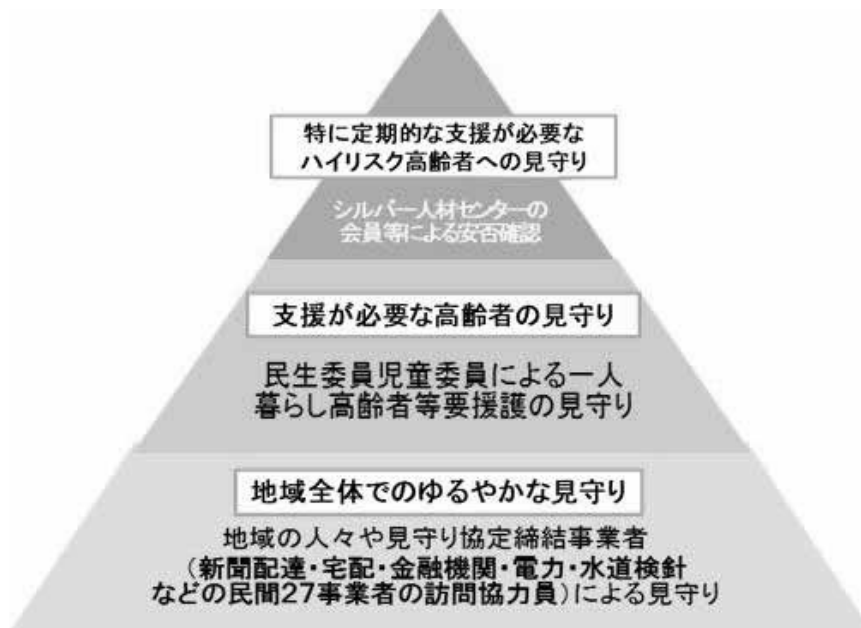 特に定期的な支援が必要な
ハイリスク高齢者への見守り
シルバー人材センターの
会員等による安否確認
支援が必要な高齢者の見守り
民生委員児童委員による一人
暮らし高齢者等要援護の見守り
地域全体でのゆるやかな見守り
地域の人々や見守り協定締結事業者
（新聞配達・宅配・金融機関・電力・水道検針
などの民間27事業者の訪問協力員）による見守り